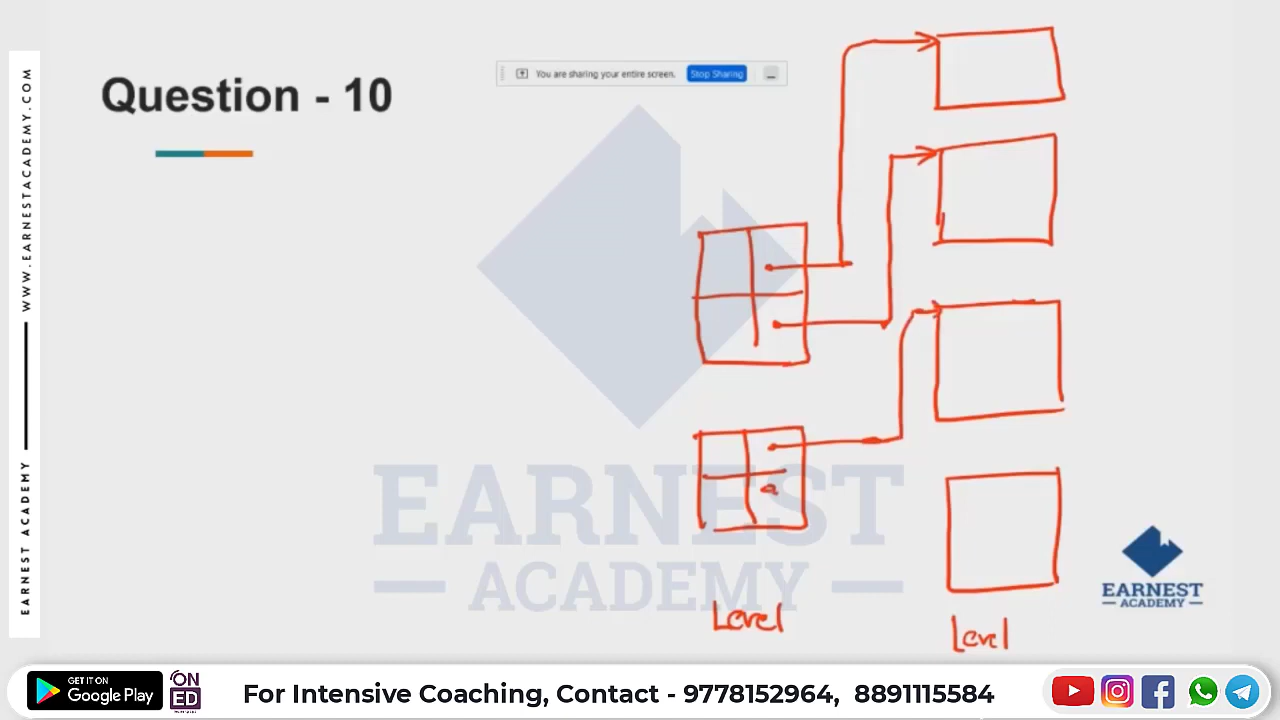 WWW.EARNESTACADEMY.COM
EARNEST ACADEMY
Question - 10
You are sharing your entire screen.
Stop Sharing
EARNEST
ACADEMY
Level
Level
EARNEST
ACADEMY
GET IT ON
Google Play
ON
ED
For Intensive Coaching, Contact - 9778152964, 8891115584